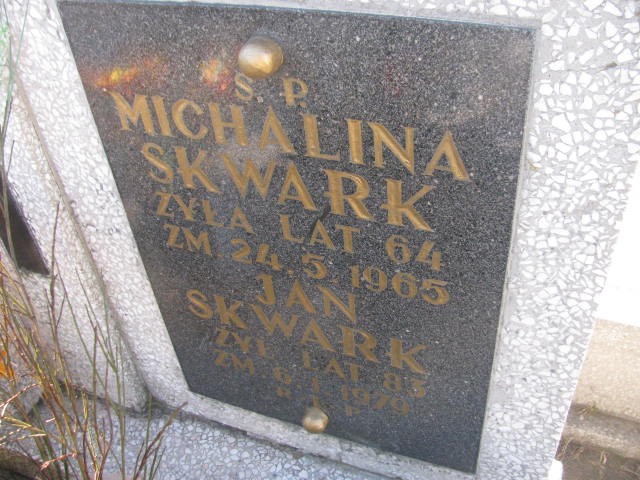 Ś. P.
MICHALINA
SKWARK
ŻYŁA LAT 64
ZM. 24.5.1965
JAN
SKWARK
ŻYŁ LAT 83
ZM. 6.1.1979
R. I. P.